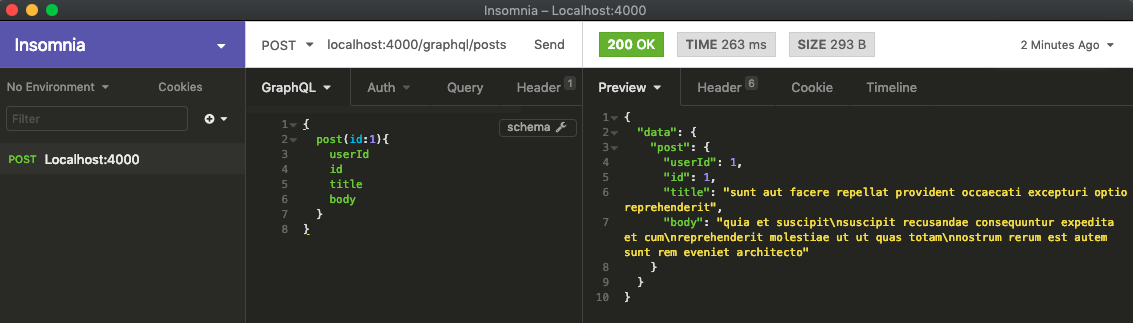 Insomnia – Localhost:4000
Insomnia
POST localhost:4000/graphql/posts Send
200 OK TIME 263 ms SIZE 293 B
2 Minutes Ago
No Environment Cookies
Filter
POST Localhost:4000
GraphQL Auth Query Header 1
schema
1 {
2 post(id:1){
3 userId
4 id
5 title
6 body
7 }
8 }
Preview Header 6 Cookie Timeline
1 {
2 "data": {
3 "post": {
4 "userId": 1,
5 "id": 1,
6 "title": "sunt aut facere repellat provident occaecati excepturi optio
reprehenderit",
7 "body": "quia et suscipit\nsuscipit recusandae consequuntur expedita
et cum\nreprehenderit molestiae ut ut quas totam\nnostrum rerum est autem
sunt rem eveniet architecto"
8 }
9 }
10 }